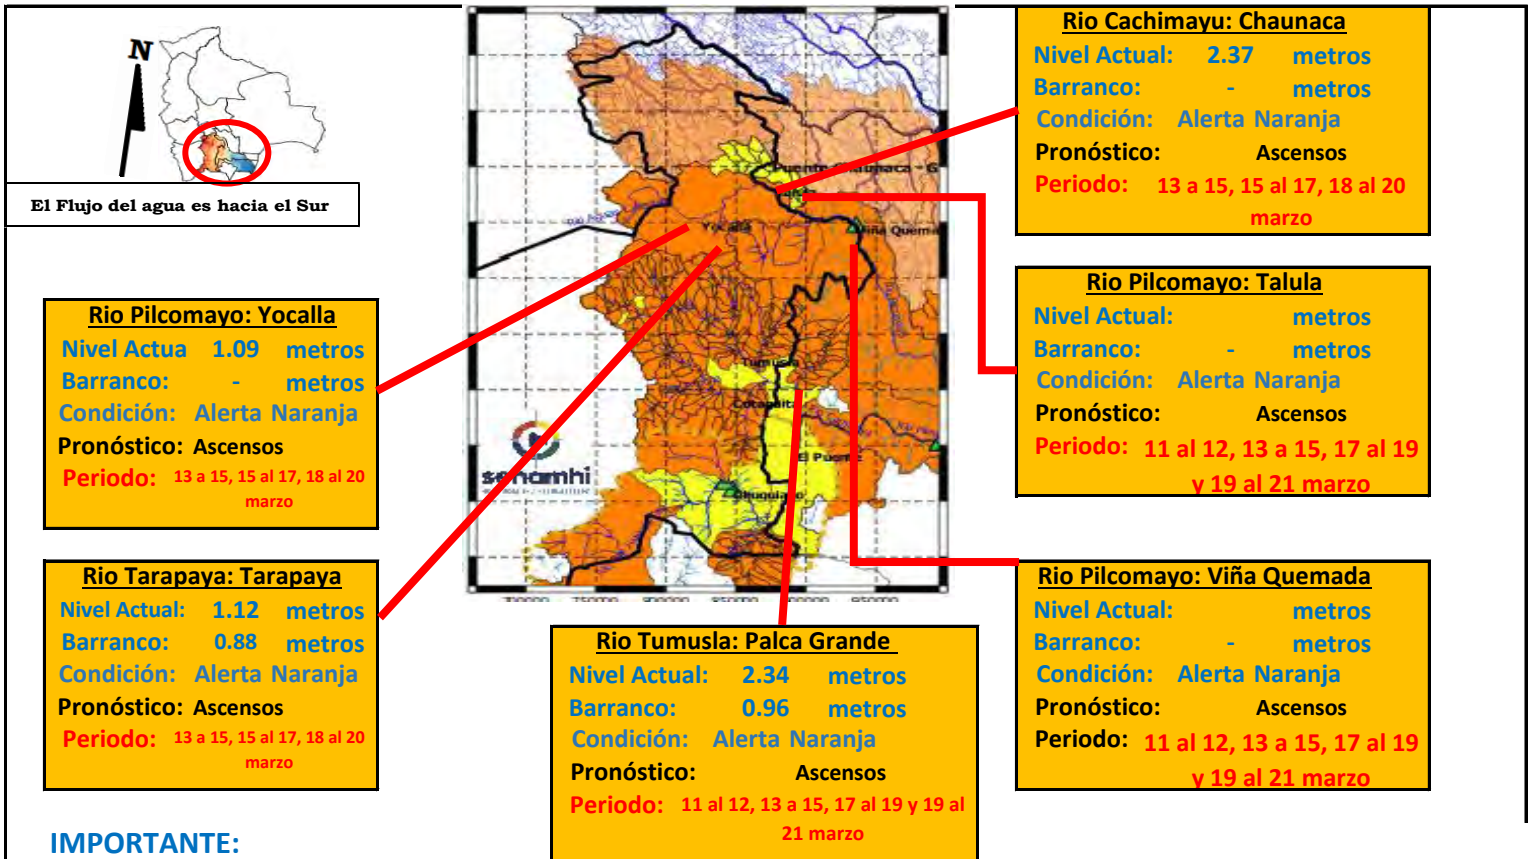 N
El Flujo del agua es hacia el Sur
Rio Pilcomayo: Yocalla
Nivel Actua 1.09 metros
Barranco: - metros
Condición: Alerta Naranja
Pronóstico: Ascensos
Periodo: 13 a 15, 15 al 17, 18 al 20
marzo
Rio Tarapaya: Tarapaya
Nivel Actual: 1.12 metros
Barranco: 0.88 metros
Condición: Alerta Naranja
Pronóstico: Ascensos
Periodo: 13 a 15, 15 al 17, 18 al 20
marzo
IMPORTANTE:
Yocalla
Viña Quema
Tumusla
Cotagaita
El Puente
senamhi
Rio Tumusla: Palca Grande
Nivel Actual: 2.34 metros
Barranco: 0.96 metros
Condición: Alerta Naranja
Pronóstico: Ascensos
Periodo: 11 al 12, 13 a 15, 17 al 19 y 19 al
21 marzo
Rio Cachimayu: Chaunaca
Nivel Actual: 2.37 metros
Barranco: - metros
Condición: Alerta Naranja
Pronóstico: Ascensos
Periodo: 13 a 15, 15 al 17, 18 al 20
marzo
Rio Pilcomayo: Talula
Nivel Actual: metros
Barranco: - metros
Condición: Alerta Naranja
Pronóstico: Ascensos
Periodo: 11 al 12, 13 a 15, 17 al 19
y 19 al 21 marzo
Rio Pilcomayo: Viña Quemada
Nivel Actual: metros
Barranco: - metros
Condición: Alerta Naranja
Pronóstico: Ascensos
Periodo: 11 al 12, 13 a 15, 17 al 19
y 19 al 21 marzo